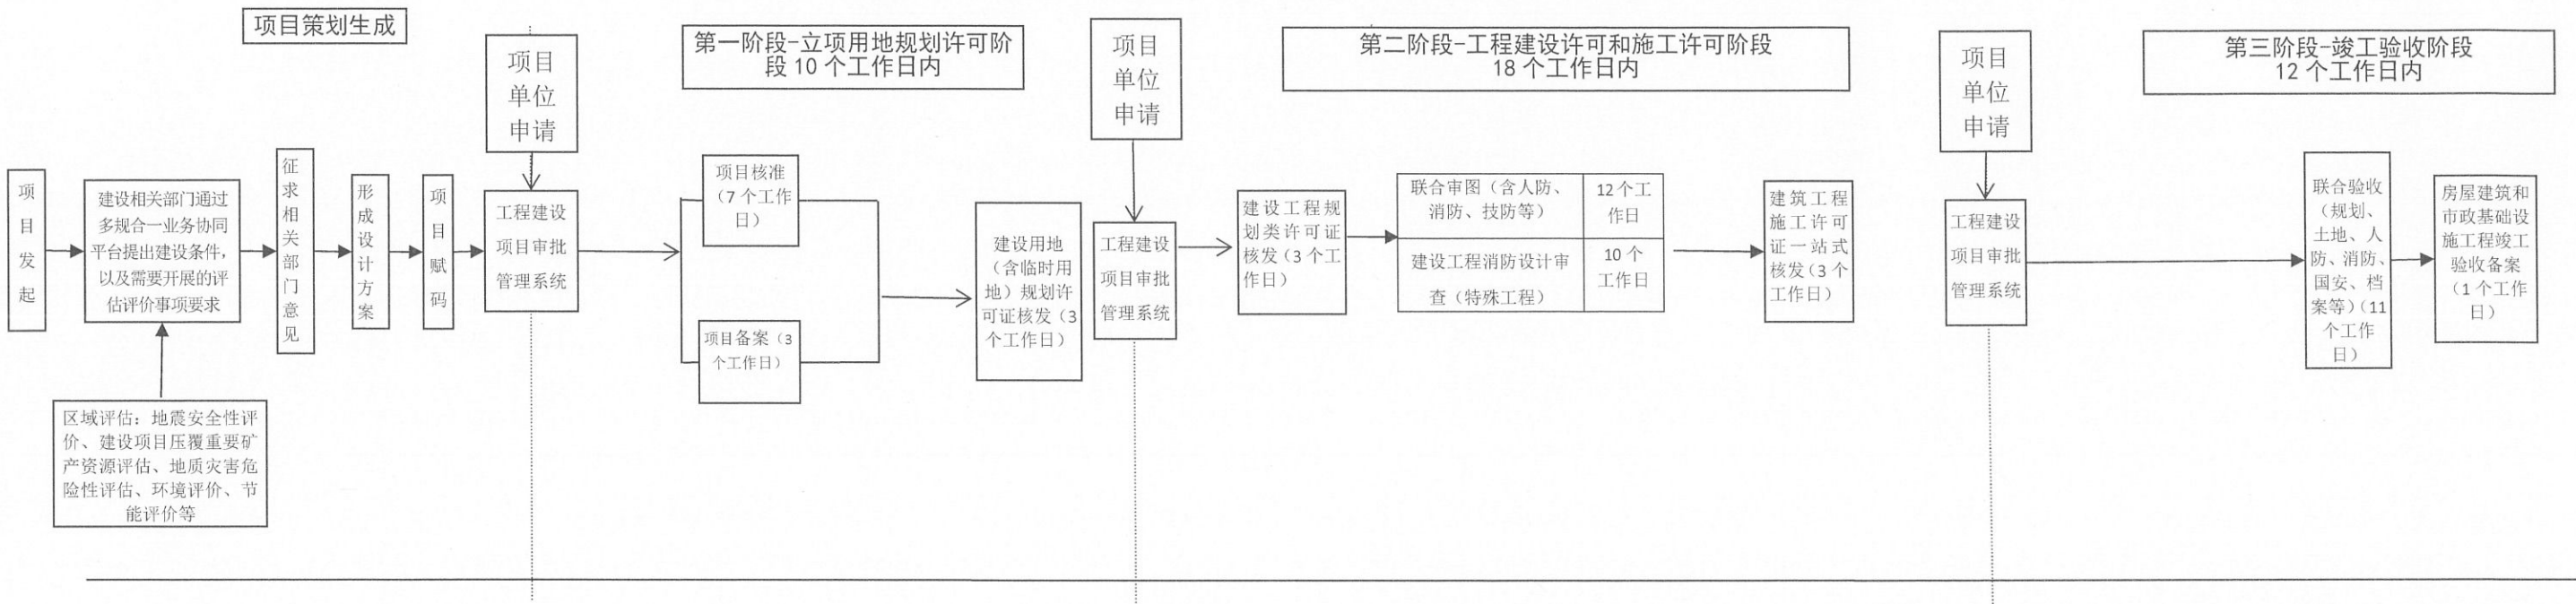 项目策划生成
项
目
发
起
建设相关部门通过
多规合一业务协同
平台提出建设条件，
以及需要开展的评
估评价事项要求
区域评估：地震安全性评
价、建设项目压覆重要矿
产资源评估、地质灾害危
险性评估、环境评价、节
能评价等
征
求
相
关
部
门
意
见
形
成
设
计
方
案
项
目
赋
码
项目
单位
申请
工程建设
项目审批
管理系统
第一阶段-立项用地规划许可阶
段 10 个工作日内
项目核准
（7 个工作
日）
项目备案（3
个工作日）
建设用地
（含临时用
地）规划许
可证核发（3
个工作日）
项目
单位
申请
工程建设
项目审批
管理系统
第二阶段-工程建设许可和施工许可阶段
18 个工作日内
建设工程规
划类许可证
核发（3 个工
作日）
联合审图（含人防、
消防、技防等）
12 个工
作日
建设工程消防设计审
查（特殊工程）
10 个
工作日
建筑工程
施工许可
证一站式
核发（3 个
工作日）
项目
单位
申请
工程建设
项目审批
管理系统
第三阶段-竣工验收阶段
12 个工作日内
联合验收
（规划、
土地、人
防、消防、
国安、档
案等）（11
个工作
日）
房屋建筑和
市政基础设
施工程竣工
验收备案
（1 个工作
日）